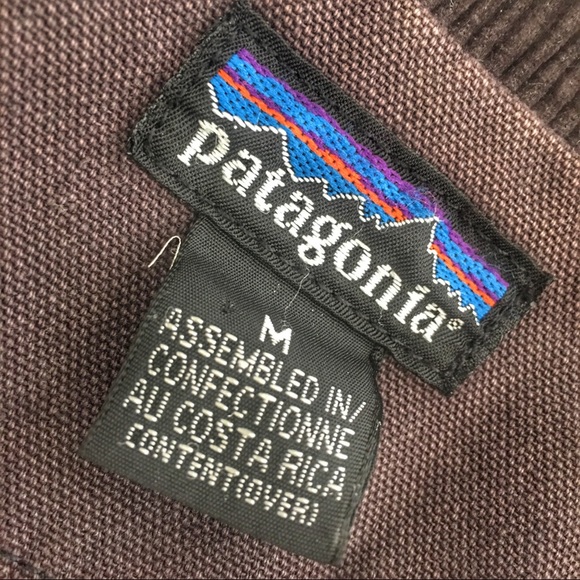 patagonia®
M
ASSEMBLED IN/
CONFECTIONNE
AU COSTA RICA
CONTENT(OVER)